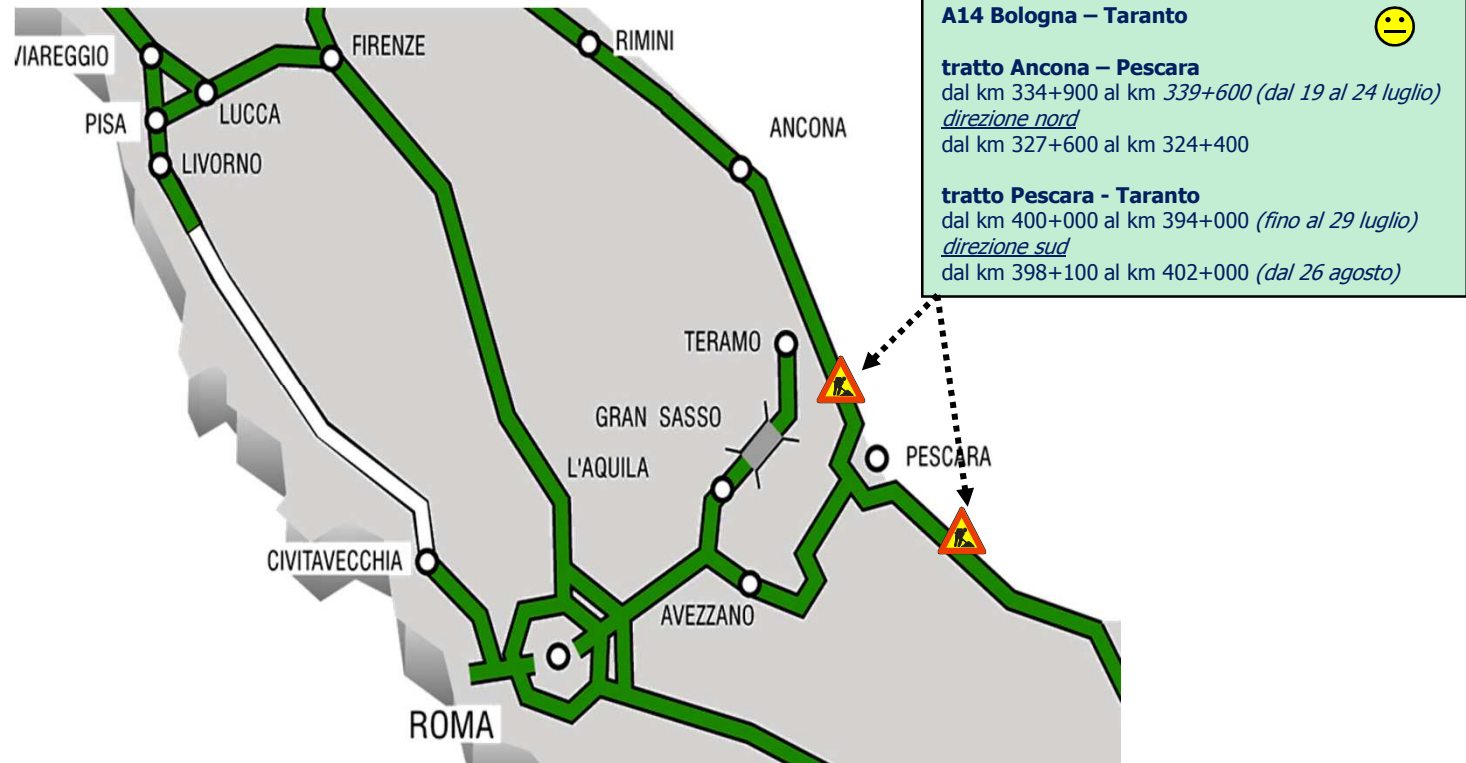 A14 Bologna – Taranto
tratto Ancona – Pescara
dal km 334+900 al km 339+600 (dal 19 al 24 luglio)
direzione nord
dal km 327+600 al km 324+400
tratto Pescara - Taranto
dal km 400+000 al km 394+000 (fino al 29 luglio)
direzione sud
dal km 398+100 al km 402+000 (dal 26 agosto)
VIAREGGIO
FIRENZE
RIMINI
LUCCA
PISA
ANCONA
LIVORNO
TERAMO
GRAN SASSO
L'AQUILA
PESCARA
CIVITAVECCHIA
AVEZZANO
ROMA